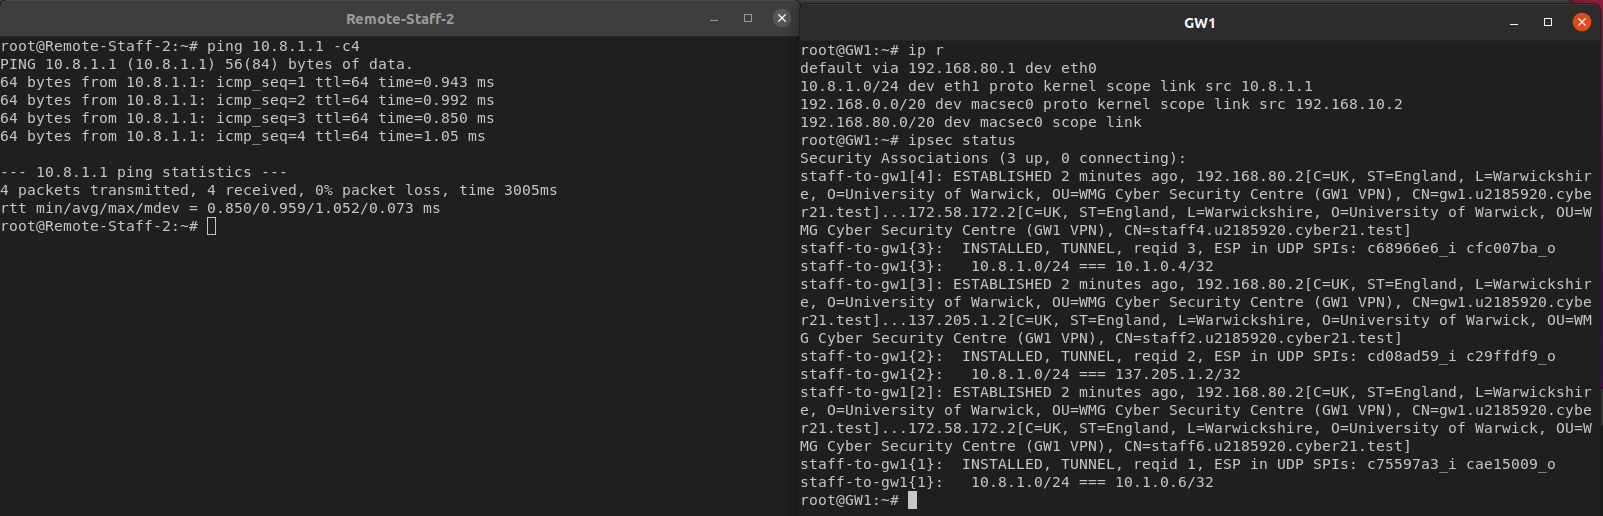 Remote-Staff-2
root@Remote-Staff-2:~# ping 10.8.1.1 -c4
PING 10.8.1.1 (10.8.1.1) 56(84) bytes of data.
64 bytes from 10.8.1.1: icmp_seq=1 ttl=64 time=0.943 ms
64 bytes from 10.8.1.1: icmp_seq=2 ttl=64 time=0.992 ms
64 bytes from 10.8.1.1: icmp_seq=3 ttl=64 time=0.850 ms
64 bytes from 10.8.1.1: icmp_seq=4 ttl=64 time=1.05 ms
--- 10.8.1.1 ping statistics ---
4 packets transmitted, 4 received, 0% packet loss, time 3005ms
rtt min/avg/max/mdev = 0.850/0.959/1.052/0.073 ms
root@Remote-Staff-2:~#
GW1
root@GW1:~# ip r
default via 192.168.80.1 dev eth0
10.8.1.0/24 dev eth1 proto kernel scope link src 10.8.1.1
192.168.0.0/20 dev macsec0 proto kernel scope link src 192.168.10.2
192.168.80.0/20 dev macsec0 scope link
root@GW1:~# ipsec status
Security Associations (3 up, 0 connecting):
staff-to-gw1[4]: ESTABLISHED 2 minutes ago, 192.168.80.2[C=UK, ST=England, L=Warwickshir
e, O=University of Warwick, OU=WMG Cyber Security Centre (GW1 VPN), CN=gw1.u2185920.cybe
r21.test]...172.58.172.2[C=UK, ST=England, L=Warwickshire, O=University of Warwick, OU=W
MG Cyber Security Centre (GW1 VPN), CN=staff4.u2185920.cyber21.test]
staff-to-gw1{3}:  INSTALLED, TUNNEL, reqid 3, ESP in UDP SPIs: c68966e6_i cfc007ba_o
staff-to-gw1{3}:   10.8.1.0/24 === 10.1.0.4/32
staff-to-gw1[3]: ESTABLISHED 2 minutes ago, 192.168.80.2[C=UK, ST=England, L=Warwickshir
e, O=University of Warwick, OU=WMG Cyber Security Centre (GW1 VPN), CN=gw1.u2185920.cybe
r21.test]...137.205.1.2[C=UK, ST=England, L=Warwickshire, O=University of Warwick, OU=WM
G Cyber Security Centre (GW1 VPN), CN=staff2.u2185920.cyber21.test]
staff-to-gw1{2}:  INSTALLED, TUNNEL, reqid 2, ESP in UDP SPIs: cd08ad59_i c29ffdf9_o
staff-to-gw1{2}:   10.8.1.0/24 === 137.205.1.2/32
staff-to-gw1[2]: ESTABLISHED 2 minutes ago, 192.168.80.2[C=UK, ST=England, L=Warwickshir
e, O=University of Warwick, OU=WMG Cyber Security Centre (GW1 VPN), CN=gw1.u2185920.cybe
r21.test]...172.58.172.2[C=UK, ST=England, L=Warwickshire, O=University of Warwick, OU=W
MG Cyber Security Centre (GW1 VPN), CN=staff6.u2185920.cyber21.test]
staff-to-gw1{1}:  INSTALLED, TUNNEL, reqid 1, ESP in UDP SPIs: c75597a3_i cae15009_o
staff-to-gw1{1}:   10.8.1.0/24 === 10.1.0.6/32
root@GW1:~#